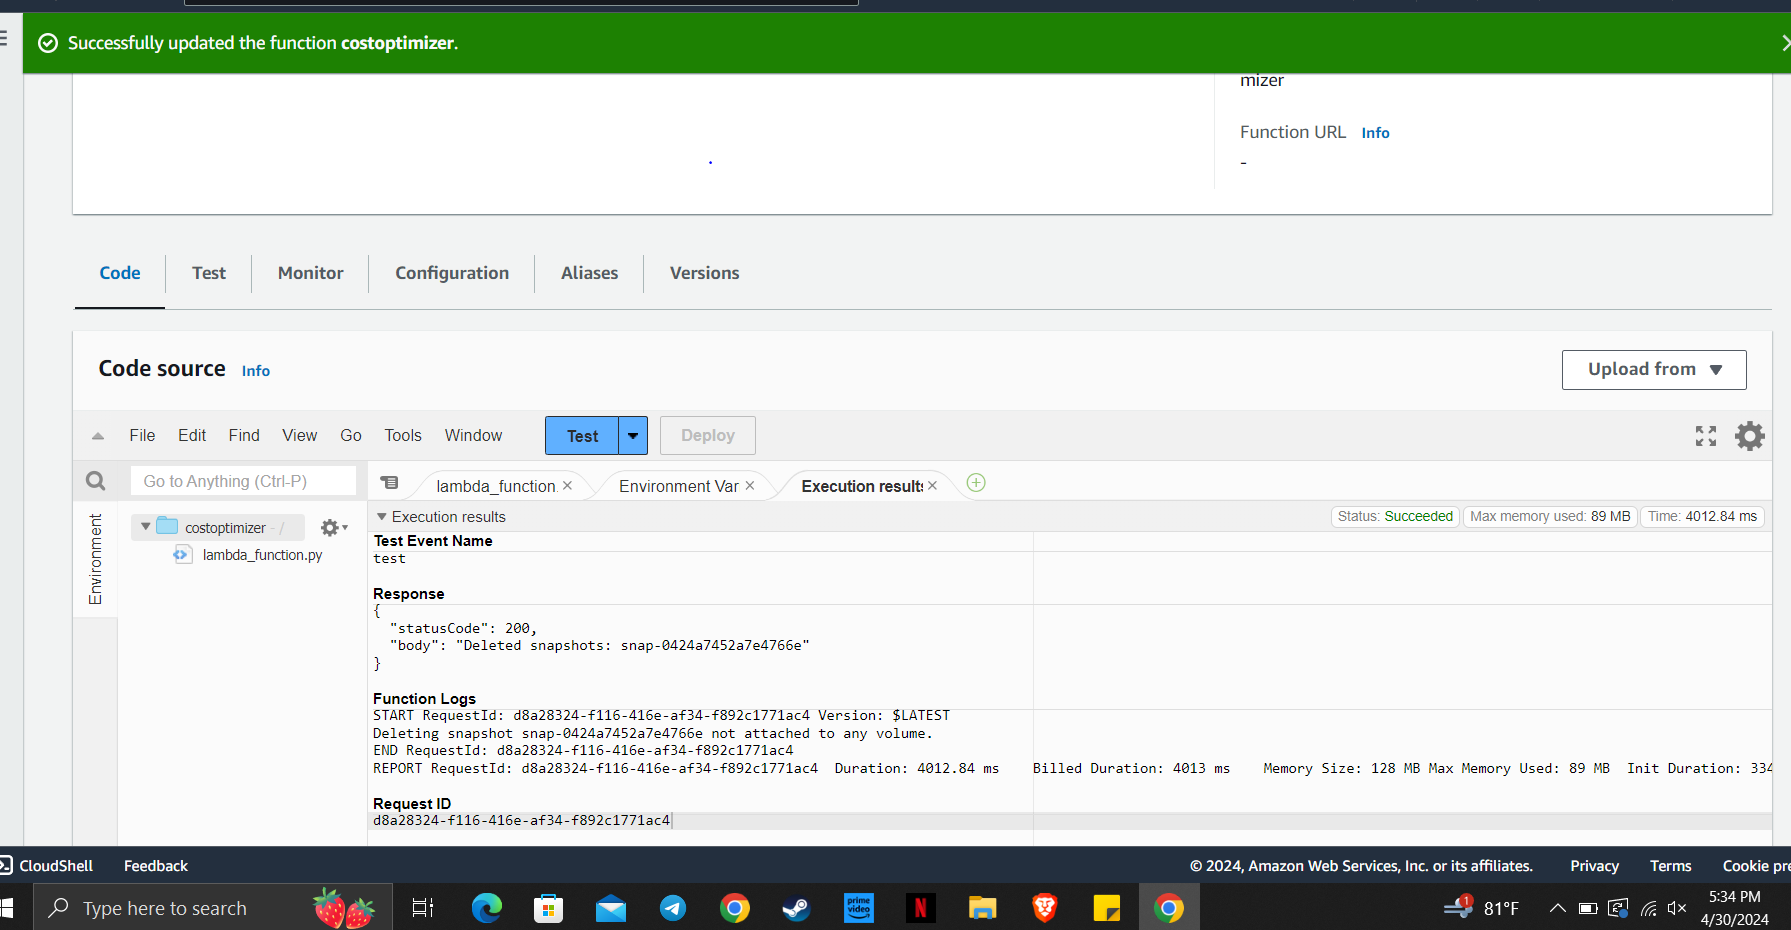 Successfully updated the function costoptimizer.
mizer
Function URL Info
-
Code Test Monitor Configuration Aliases Versions
Code source Info
Upload from
File Edit Find View Go Tools Window Test Deploy
Go to Anything (Ctrl-P)
lambda_function. Environment Var Execution results
Execution results
Status: Succeeded Max memory used: 89 MB Time: 4012.84 ms
Environment
costoptimizer - /
lambda_function.py
Test Event Name
test
Response
{
"statusCode": 200,
"body": "Deleted snapshots: snap-0424a7452a7e4766e"
}
Function Logs
START RequestId: d8a28324-f116-416e-af34-f892c1771ac4 Version: $LATEST
Deleting snapshot snap-0424a7452a7e4766e not attached to any volume.
END RequestId: d8a28324-f116-416e-af34-f892c1771ac4
REPORT RequestId: d8a28324-f116-416e-af34-f892c1771ac4 Duration: 4012.84 ms Billed Duration: 4013 ms Memory Size: 128 MB Max Memory Used: 89 MB Init Duration: 334
Request ID
d8a28324-f116-416e-af34-f892c1771ac4
CloudShell Feedback © 2024, Amazon Web Services, Inc. or its affiliates. Privacy Terms Cookie pre
Type here to search
prime video
N
1
81°F
5:34 PM
4/30/2024